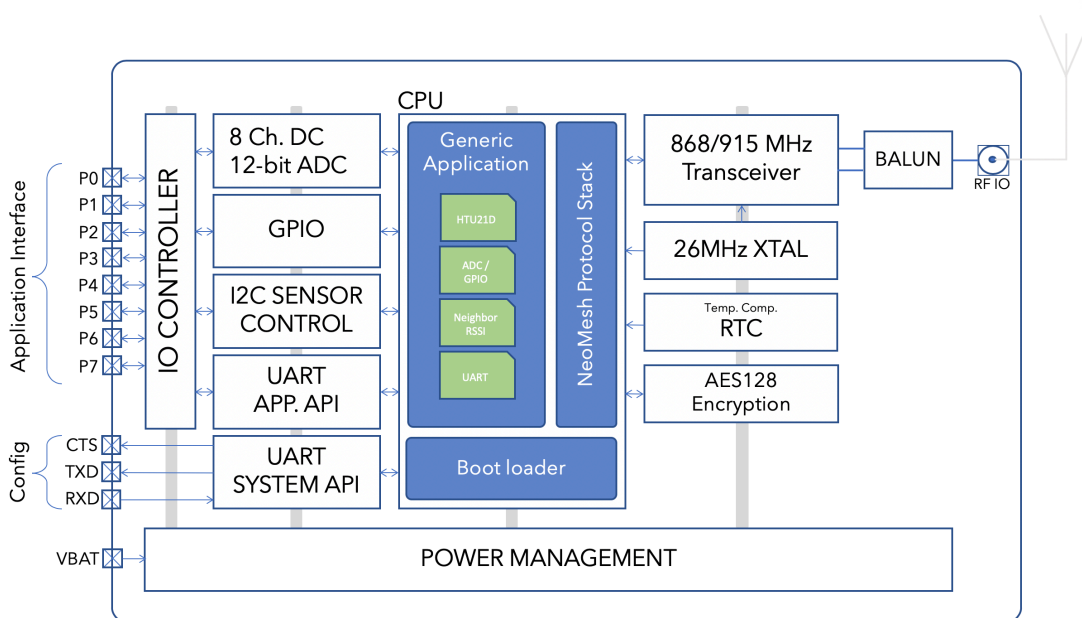 CPU
8 Ch. DC
12-bit ADC
GPIO
I2C SENSOR
CONTROL
UART
APP. API
UART
SYSTEM API
IO CONTROLLER
Application Interface
P0
P1
P2
P3
P4
P5
P6
P7
Config
CTS
TXD
RXD
VBAT
Generic
Application
HTU21D
ADC /
GPIO
Neighbor
RSSI
UART
NeoMesh Protocol Stack
Boot loader
868/915 MHz
Transceiver
BALUN
RF IO
26MHz XTAL
Temp. Comp.
RTC
AES128
Encryption
POWER MANAGEMENT